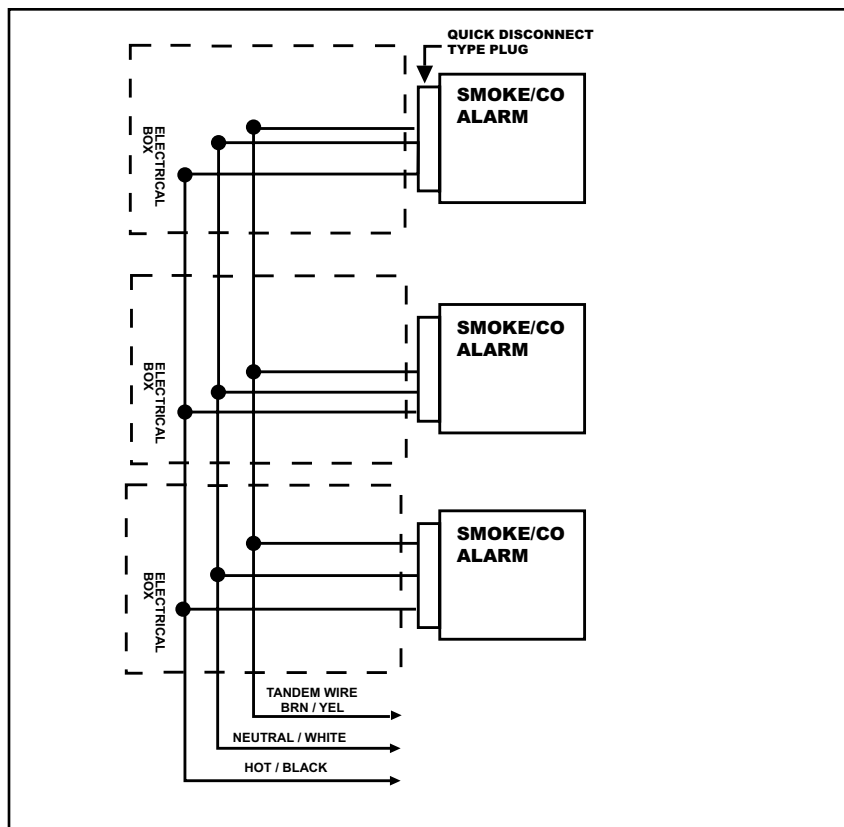 QUICK DISCONNECT
TYPE PLUG
SMOKE/CO
ALARM
ELECTRICAL
BOX
SMOKE/CO
ALARM
ELECTRICAL
BOX
SMOKE/CO
ALARM
ELECTRICAL
BOX
TANDEM WIRE
BRN / YEL
NEUTRAL / WHITE
HOT / BLACK